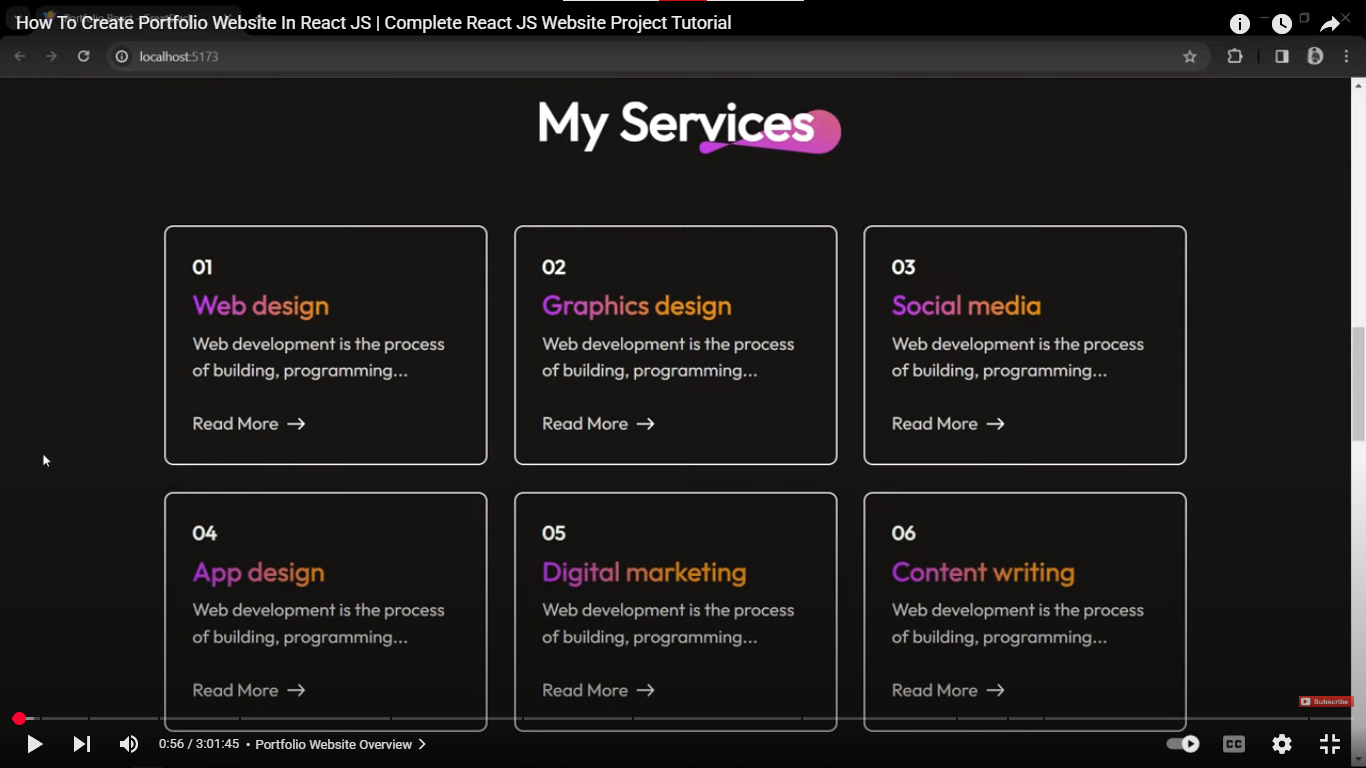 How To Create Portfolio Website In React JS | Complete React JS Website Project Tutorial
localhost:5173
My Services
01
Web design
Web development is the process
of building, programming...
Read More →
02
Graphics design
Web development is the process
of building, programming...
Read More →
03
Social media
Web development is the process
of building, programming...
Read More →
04
App design
Web development is the process
of building, programming...
Read More →
05
Digital marketing
Web development is the process
of building, programming...
Read More →
06
Content writing
Web development is the process
of building, programming...
Read More →
Subscribe
0:56 / 3:01:45 • Portfolio Website Overview >
CC